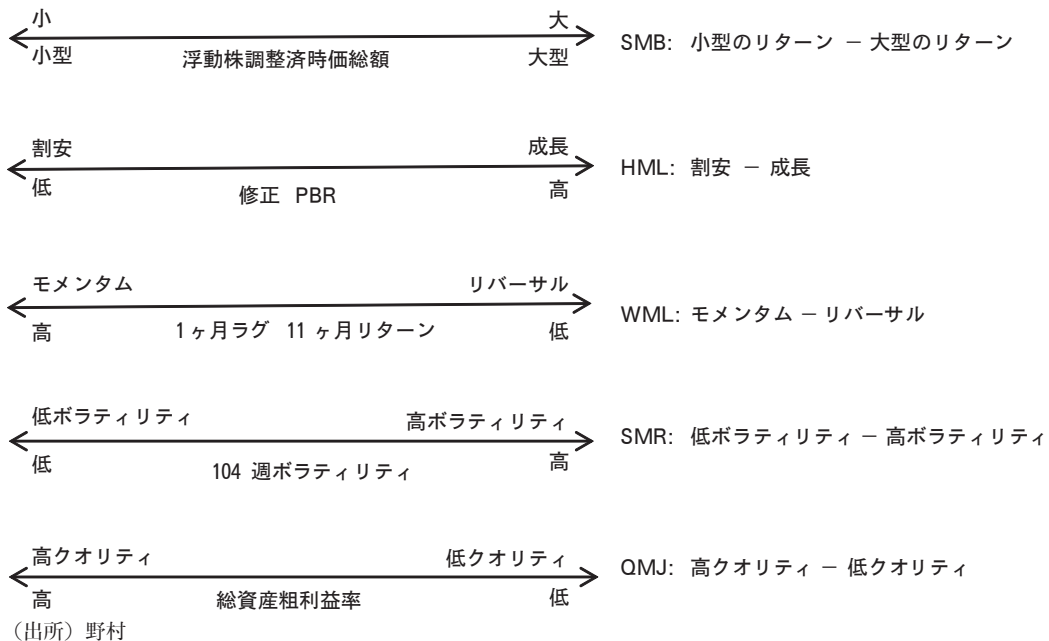 小 大
小型 浮動株調整済時価総額 大型
SMB: 小型のリターン − 大型のリターン
割安 成長
低 修正 PBR 高
HML: 割安 − 成長
モメンタム リバーサル
高 1ヶ月ラグ 11ヶ月リターン 低
WML: モメンタム − リバーサル
低ボラティリティ 高ボラティリティ
低 104 週ボラティリティ 高
SMR: 低ボラティリティ − 高ボラティリティ
高クオリティ 低クオリティ
高 総資産粗利益率 低
QMJ: 高クオリティ − 低クオリティ
（出所）野村